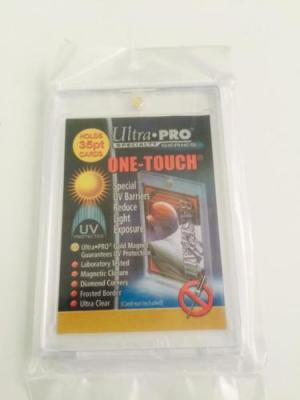 HOLDS
35pt
CARDS
Ultra•PRO®
SPECIALTY
ONE-TOUCH®
Special
UV Barriers
Reduce
Light
Exposure
UV
PROTECTED
Ultra•PRO® Gold Magnet
Guarantees UV Protection
Laboratory Tested
Magnetic Closure
Diamond Corners
Frosted Border
Ultra Clear
(Card not included)